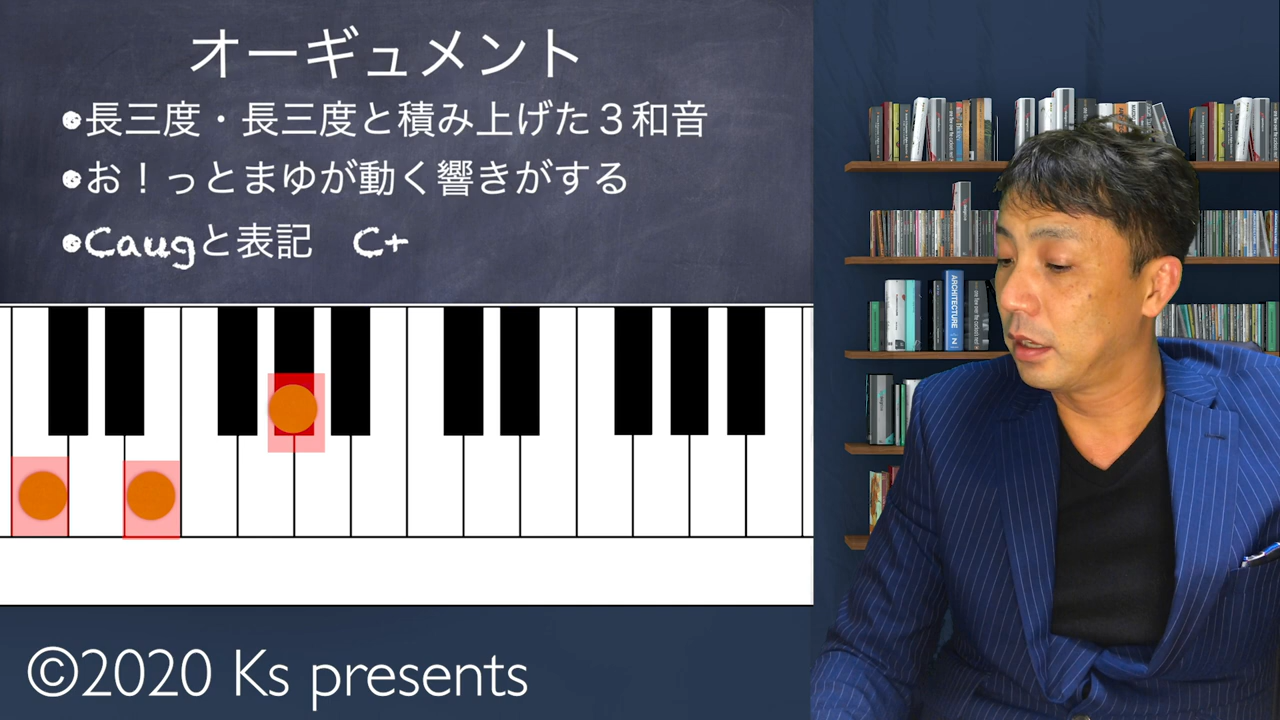 オーギュメント
•長三度・長三度と積み上げた３和音
•お！っとまゆが動く響きがする
•Caugと表記　C+
ARCHITECTURE
©2020 Ks presents